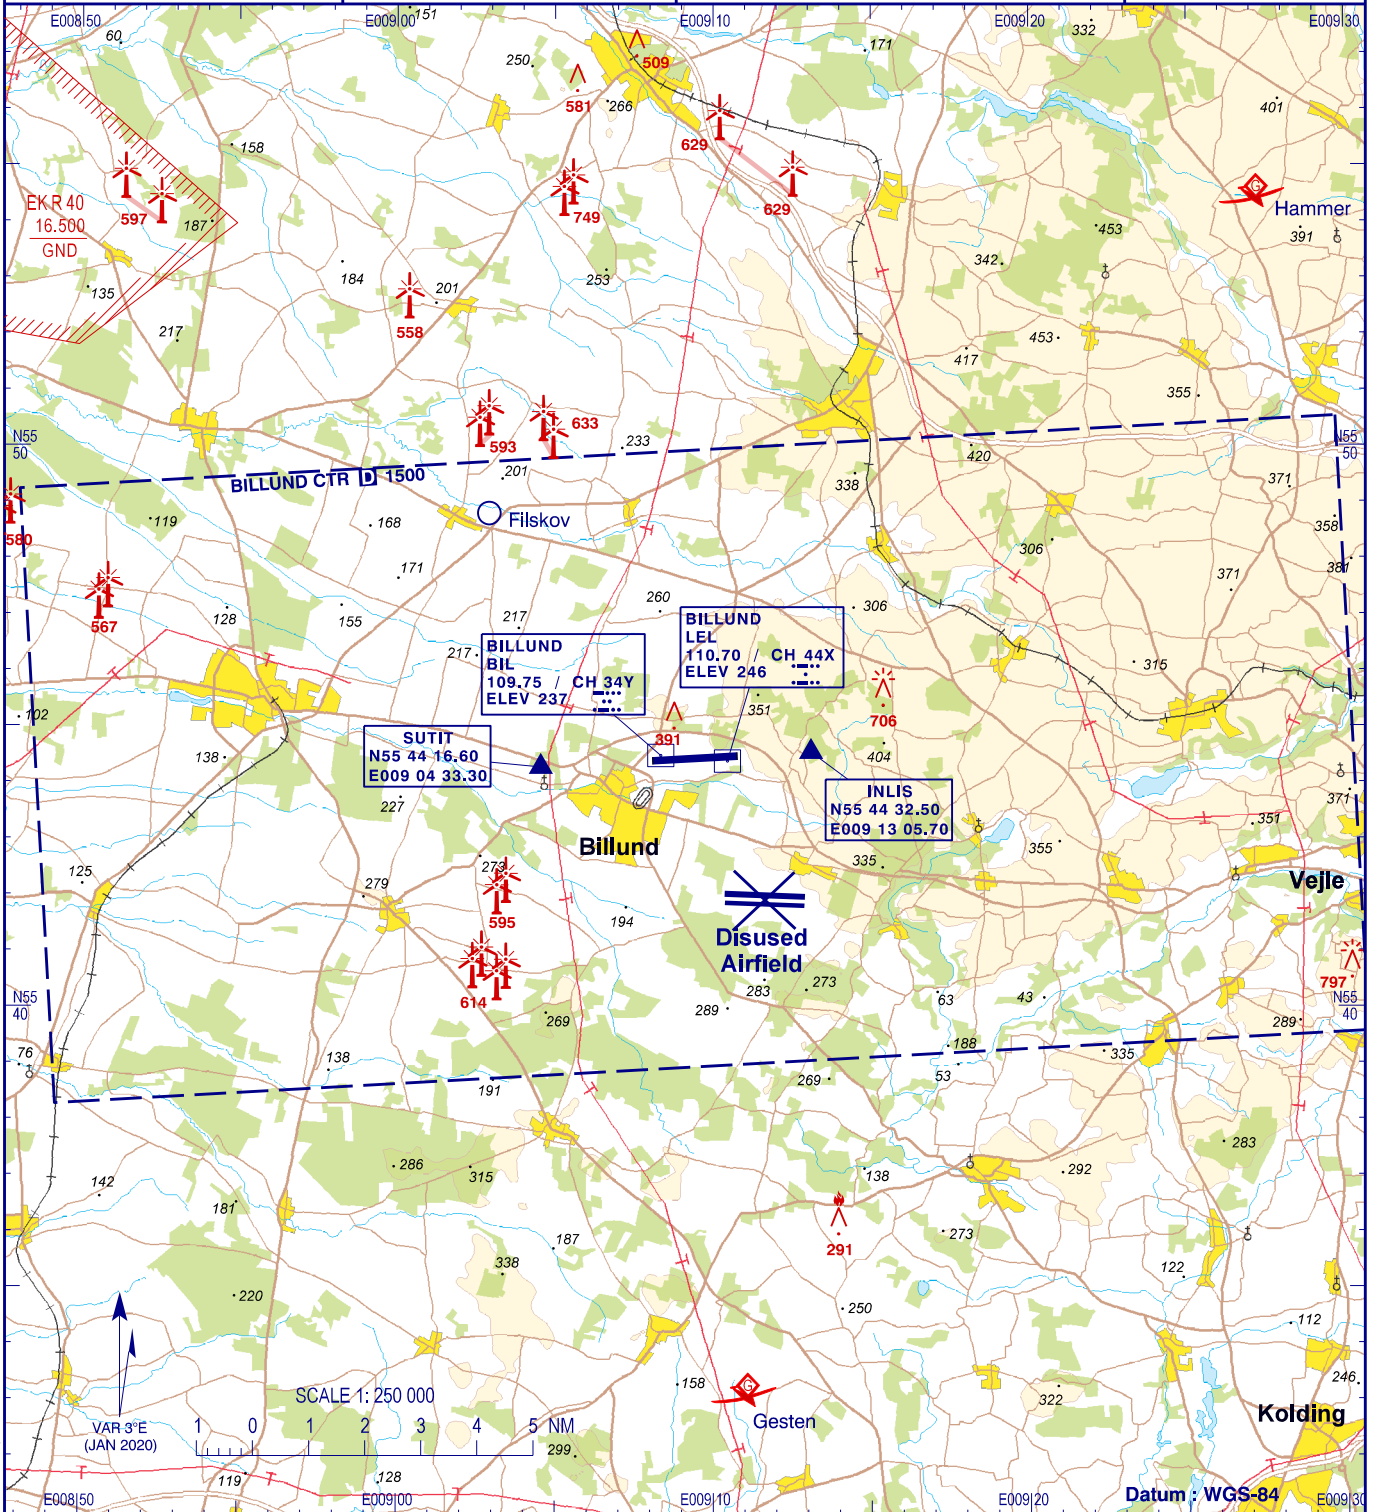 E008 50
E009 00
151
E009 10
E009 20
E009 30
60
250
509
171
332
581
266
401
158
629
597
749
629
EK R 40
16.500
GND
187
Hammer
391
453
342
184
253
135
201
558
217
453
417
355
593
633
233
N55
50
N55
50
420
BILLUND CTR D 1500
201
338
371
119
168
Filskov
358
580
306
381
171
371
567
128
155
217
260
306
BILLUND
BIL
109.75 / CH 34Y
ELEV 237
BILLUND
LEL
110.70 CH 44X
ELEV 246
217
315
351
706
102
391
404
138
SUTIT
N55 44 16.60
E009 04 33.30
INLIS
N55 44 32.50
E009 13 05.70
227
371
351
355
Billund
335
273
125
279
Vejle
595
194
Disused
Airfield
273
283
63
43
797
614
289
269
N55
40
N55
40
289
76
138
188
335
53
269
191
283
286
315
138
292
142
181
273
187
291
338
122
220
250
112
SCALE 1: 250 000
158
246
322
VAR 3°E
(JAN 2020)
1 0 1 2 3 4 5 NM
Gesten
Kolding
299
119
128
E008 50
E009 00
E009 10
E009 20
Datum : WGS-84
E009 30